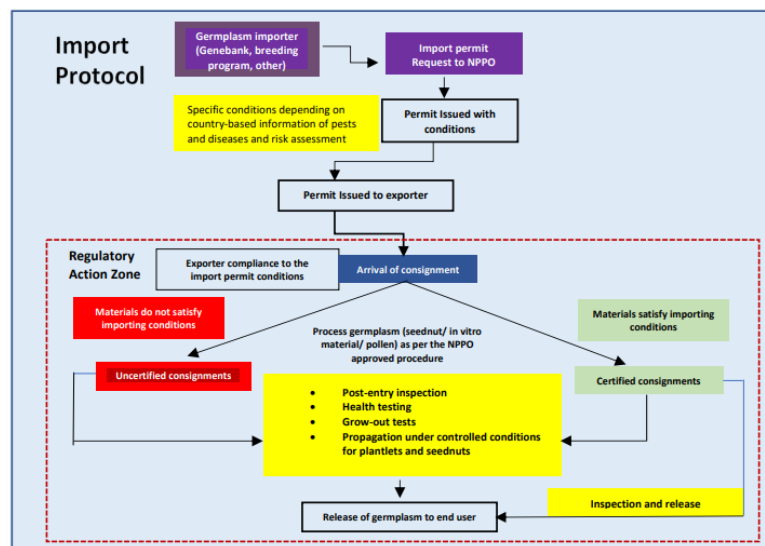 Import
Protocol
Germplasm importer
(Genebank, breeding
program, other)
Import permit
Request to NPPO
Specific conditions depending on
country-based information of pests
and diseases and risk assessment
Permit Issued with
conditions
Permit Issued to exporter
Regulatory
Action Zone
Exporter compliance to the
import permit conditions
Arrival of consignment
Materials do not satisfy
importing conditions
Materials satisfy importing
conditions
Process germplasm (seednut/ in vitro
material/ pollen) as per the NPPO
approved procedure
Uncertified consignments
Certified consignments
• Post-entry inspection
• Health testing
• Grow-out tests
• Propagation under controlled conditions
for plantlets and seednuts
Inspection and release
Release of germplasm to end user